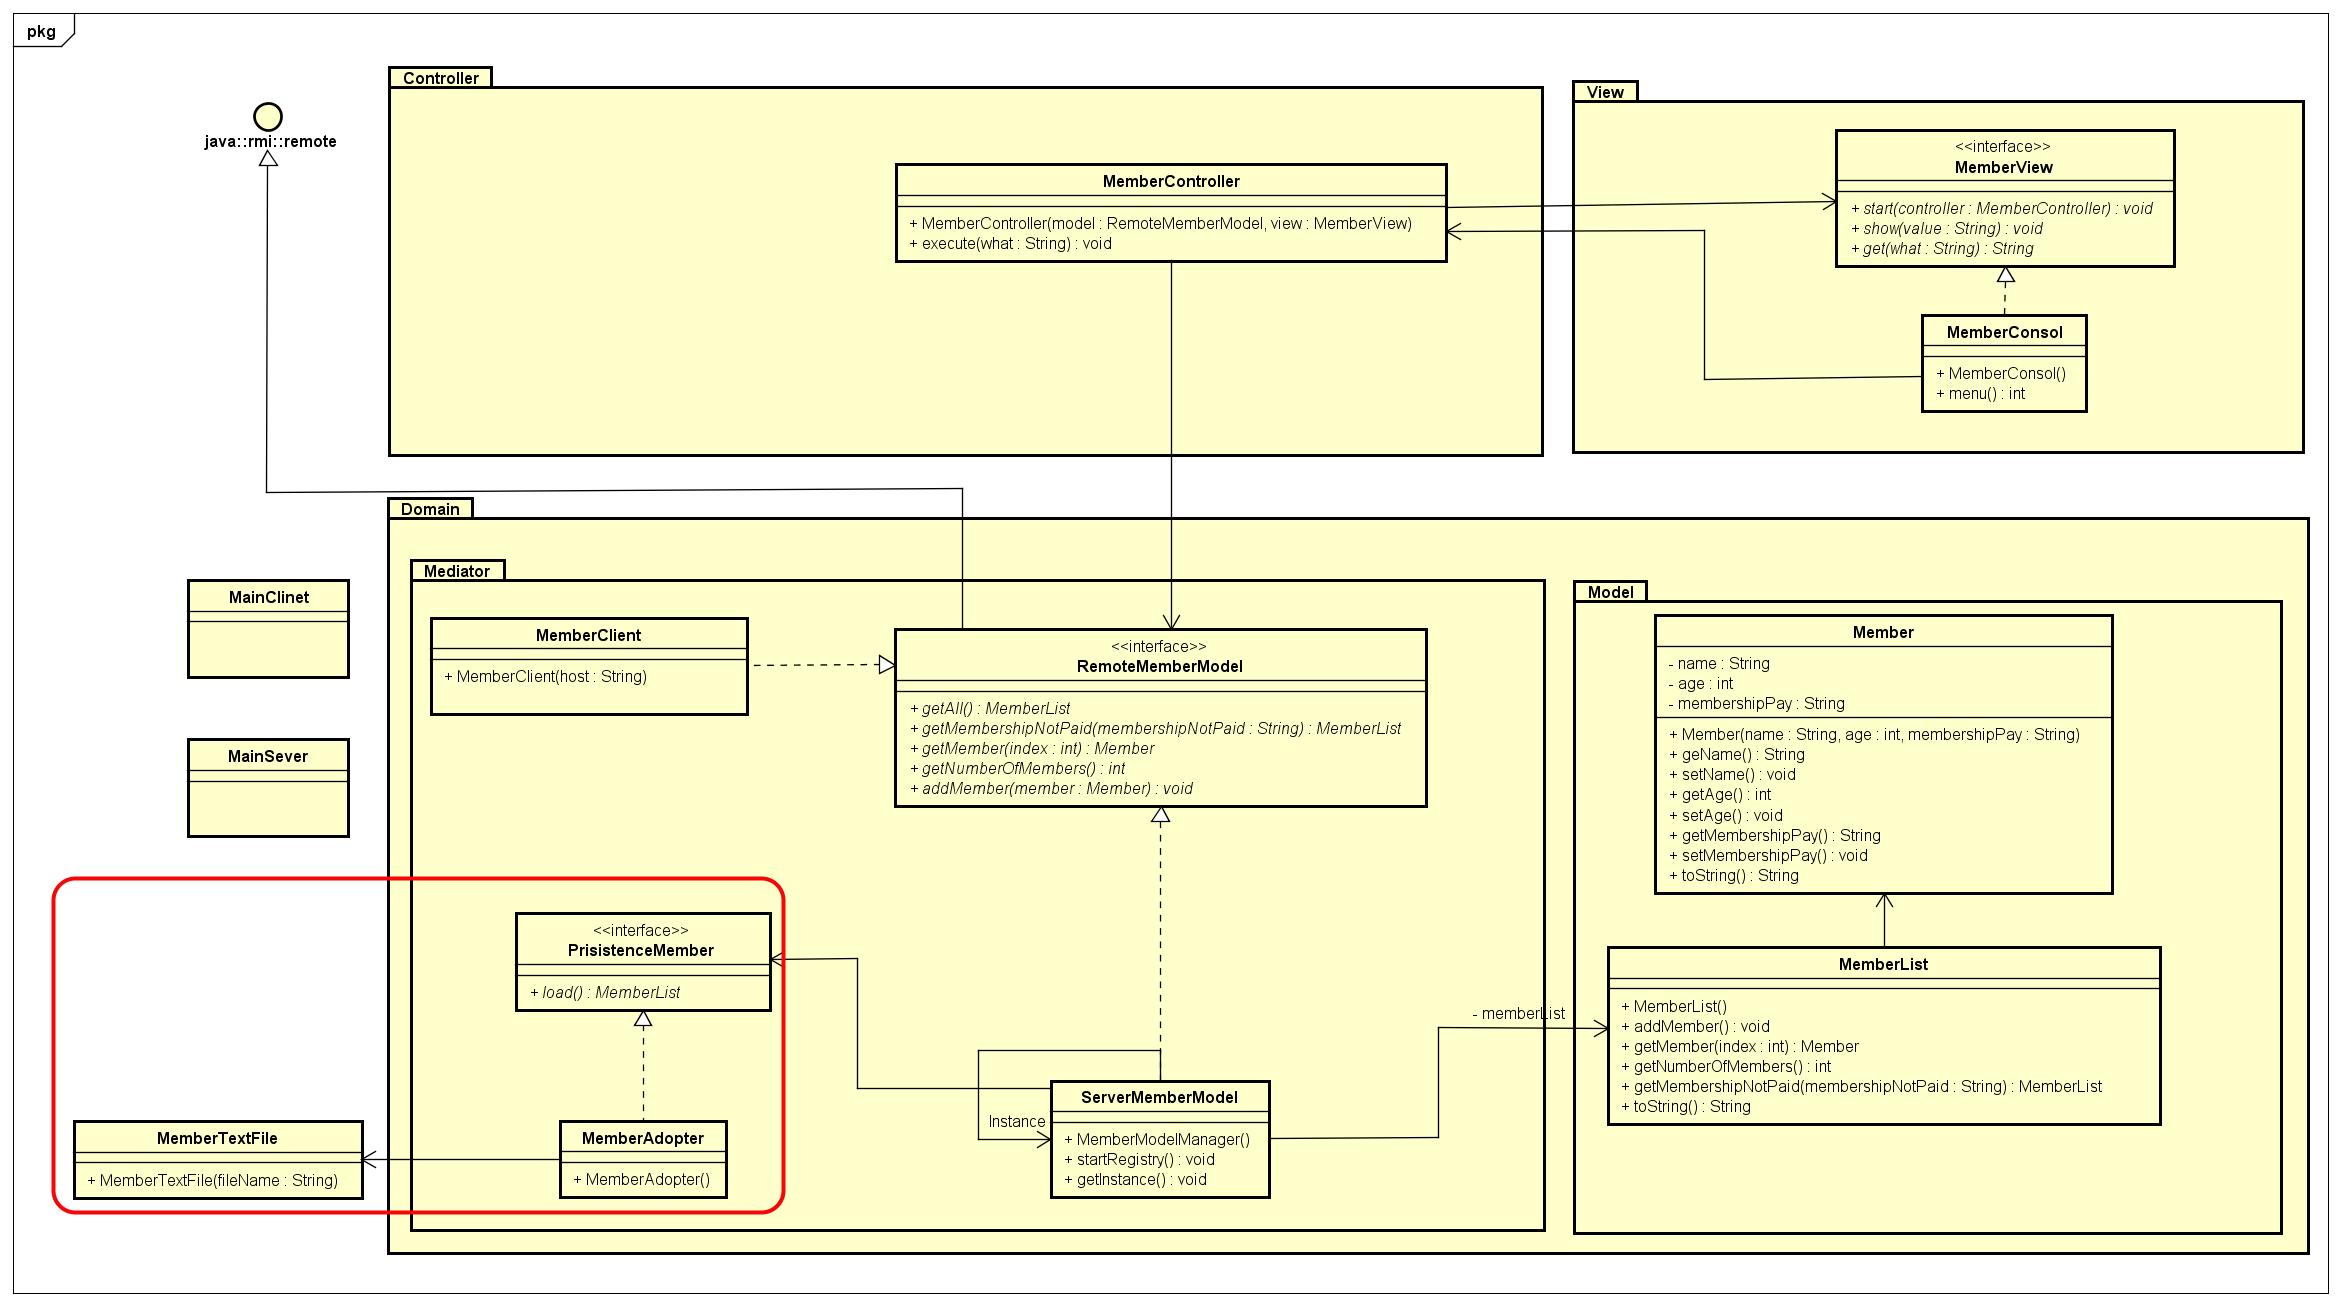 pkg
Controller
java::rmi::remote
MemberController
+ MemberController(model : RemoteMemberModel, view : MemberView)
+ execute(what : String) : void
View
<<interface>>
MemberView
+ start(controller : MemberController) : void
+ show(value : String) : void
+ get(what : String) : String
MemberConsol
+ MemberConsol()
+ menu() : int
Domain
Mediator
MainClinet
MainSever
MemberClient
+ MemberClient(host : String)
<<interface>>
RemoteMemberModel
+ getAll() : MemberList
+ getMembershipNotPaid(membershipNotPaid : String) : MemberList
+ getMember(index : int) : Member
+ getNumberOfMembers() : int
+ addMember(member : Member) : void
Model
Member
- name : String
- age : int
- membershipPay : String
+ Member(name : String, age : int, membershipPay : String)
+ geName() : String
+ setName() : void
+ getAge() : int
+ setAge() : void
+ getMembershipPay() : String
+ setMembershipPay() : void
+ toString() : String
<<interface>>
PrisistenceMember
+ load() : MemberList
MemberTextFile
+ MemberTextFile(fileName : String)
MemberAdopter
+ MemberAdopter()
Instance
ServerMemberModel
+ MemberModelManager()
+ startRegistry() : void
+ getInstance() : void
- memberList
MemberList
+ MemberList()
+ addMember() : void
+ getMember(index : int) : Member
+ getNumberOfMembers() : int
+ getMembershipNotPaid(membershipNotPaid : String) : MemberList
+ toString() : String